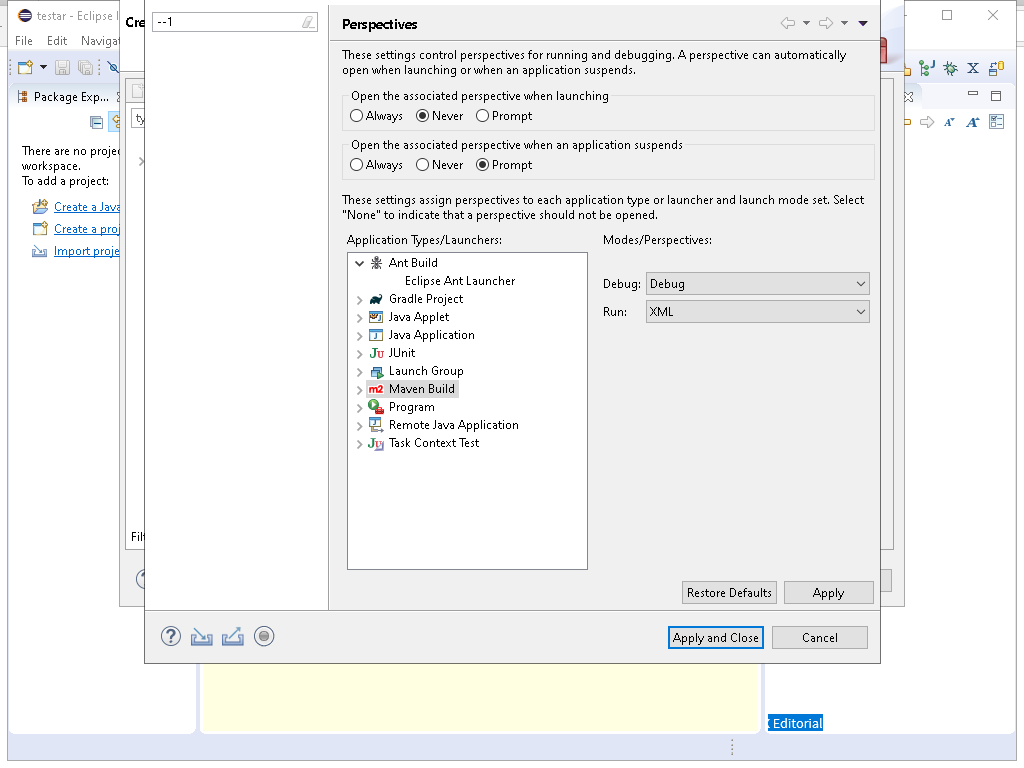 testar - Eclipse I
File Edit Navigat
Package Exp...
There are no projec
workspace.
To add a project:
Create a Java
Create a proj
Import proje
Cre
ty
Filt
--1
Perspectives
These settings control perspectives for running and debugging. A perspective can automatically
open when launching or when an application suspends.
Open the associated perspective when launching
Always Never Prompt
Open the associated perspective when an application suspends
Always Never Prompt
These settings assign perspectives to each application type or launcher and launch mode set. Select
"None" to indicate that a perspective should not be opened.
Application Types/Launchers:
Ant Build
Eclipse Ant Launcher
Gradle Project
Java Applet
Java Application
JUnit
Launch Group
m2 Maven Build
Program
Remote Java Application
Task Context Test
Modes/Perspectives:
Debug: Debug
Run: XML
Restore Defaults Apply
Apply and Close Cancel
Editorial